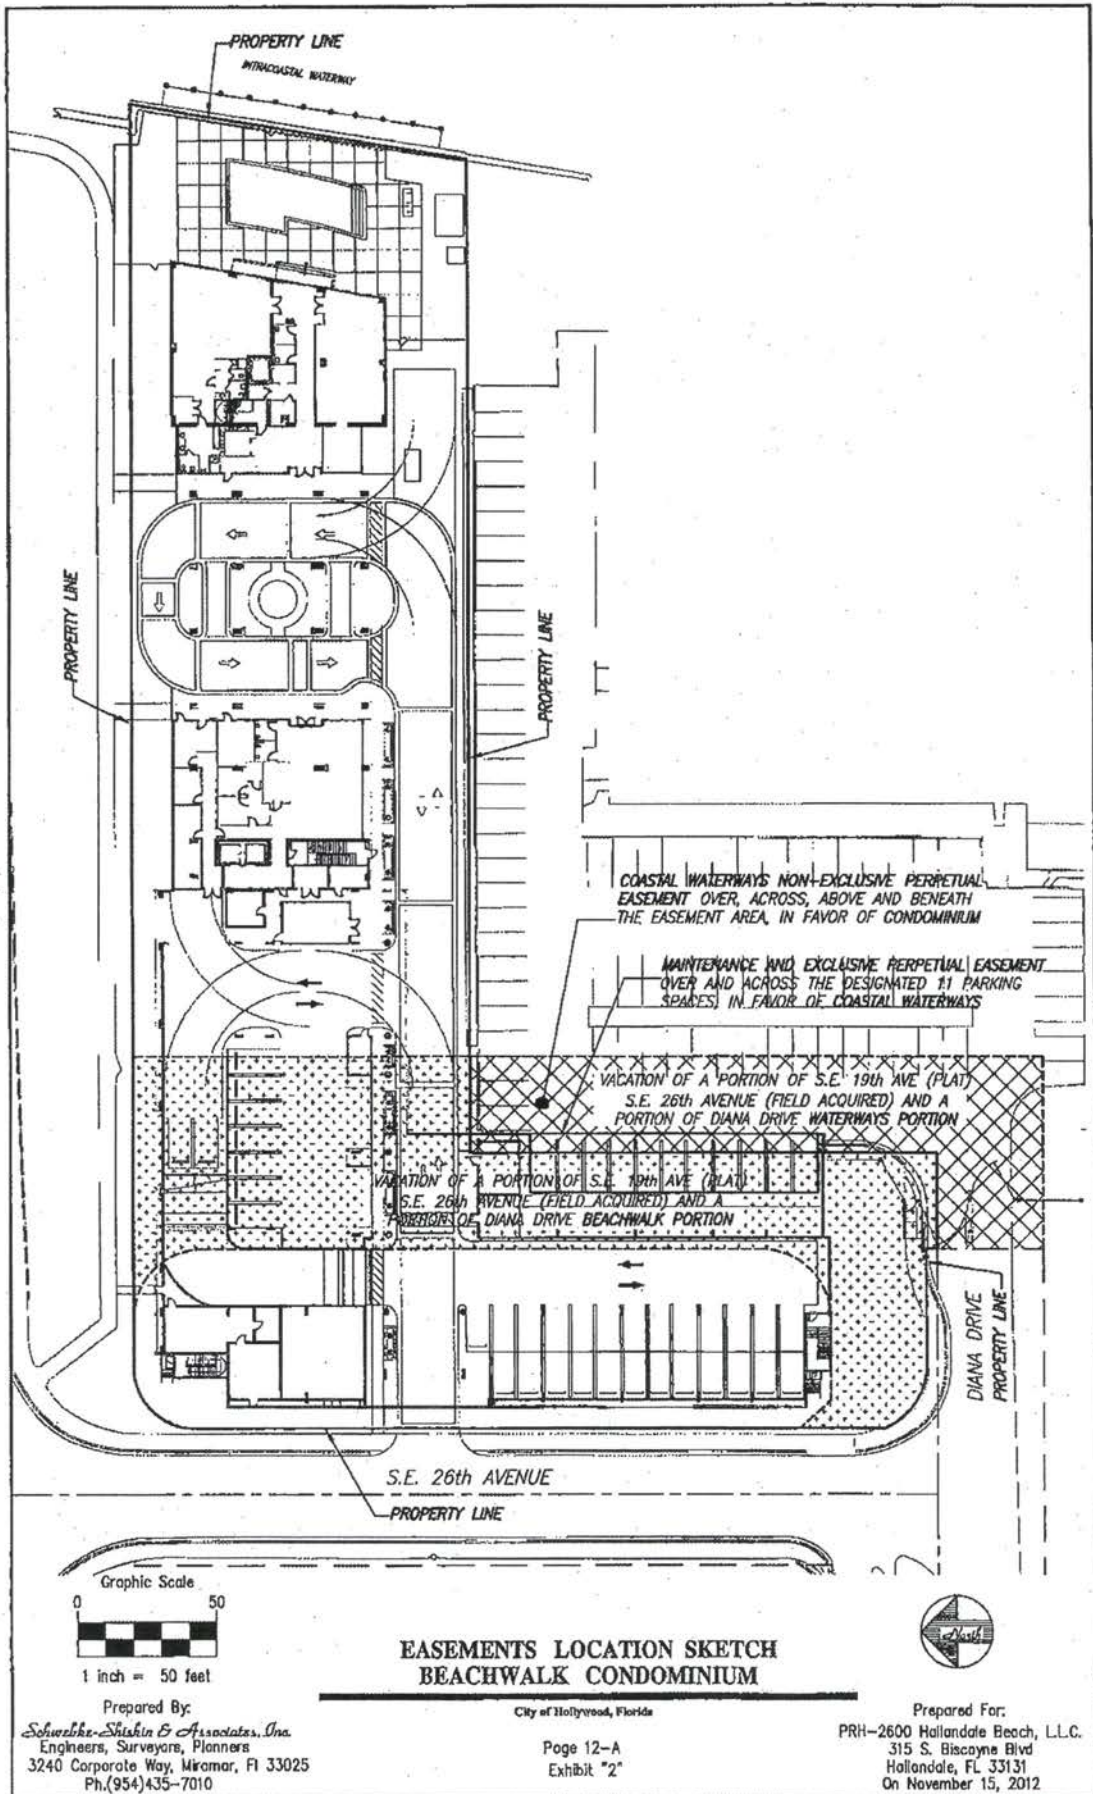 PROPERTY LINE
INTRACOASTAL WATERWAY
PROPERTY LINE
PROPERTY LINE
COASTAL WATERWAYS NON-EXCLUSIVE PERPETUAL
EASEMENT OVER, ACROSS, ABOVE AND BENEATH
THE EASEMENT AREA, IN FAVOR OF CONDOMINIUM
MAINTENANCE AND EXCLUSIVE PERPETUAL EASEMENT
OVER AND ACROSS THE DESIGNATED 11 PARKING
SPACES, IN FAVOR OF COASTAL WATERWAYS
VACATION OF A PORTION OF S.E. 19th AVE (PLAT)
S.E. 26th AVENUE (FIELD ACQUIRED) AND A
PORTION OF DIANA DRIVE WATERWAYS PORTION
VACATION OF A PORTION OF S.E. 19th AVE (PLAT)
S.E. 26th AVENUE (FIELD ACQUIRED) AND A
PORTION OF DIANA DRIVE BEACHWALK PORTION
DIANA DRIVE
PROPERTY LINE
S.E. 26th AVENUE
PROPERTY LINE
Graphic Scale
0 50
1 inch = 50 feet
EASEMENTS LOCATION SKETCH
BEACHWALK CONDOMINIUM
City of Hollywood, Florida
Page 12-A
Exhibit "2"
North
Prepared By:
Schwebke-Shiskin & Associates, Inc.
Engineers, Surveyors, Planners
3240 Corporate Way, Miramar, Fl 33025
Ph.(954)435-7010
Prepared For:
PRH-2600 Hallandale Beach, L.L.C.
315 S. Biscayne Blvd
Hallandale, FL 33131
On November 15, 2012